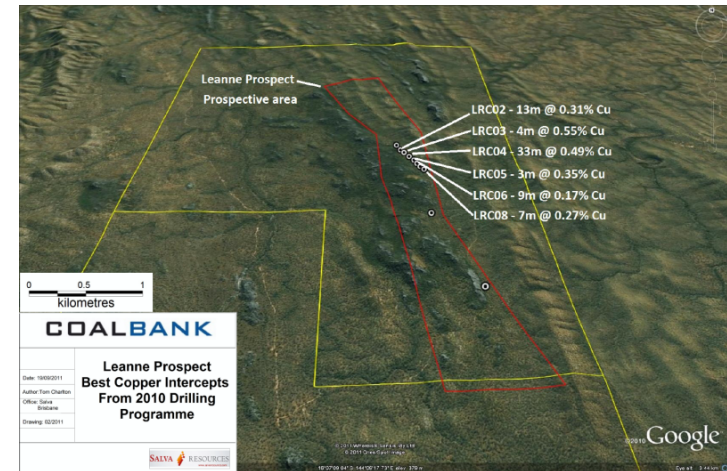 Leanne Prospect
Prospective area
LRC02 - 13m @ 0.31% Cu
LRC03 - 4m @ 0.55% Cu
LRC04 - 33m @ 0.49% Cu
LRC05 - 3m @ 0.35% Cu
LRC06 - 9m @ 0.17% Cu
LRC08 - 7m @ 0.27% Cu
0 0.5 1
kilometres
COALBANK
Leanne Prospect
Best Copper Intercepts
From 2010 Drilling
Programme
Date: 19/09/2011
Author: Tom Charlton
Office: Salva
Brisbane
Drawing: 02/2011
SALVA RESOURCES
©2010 Google